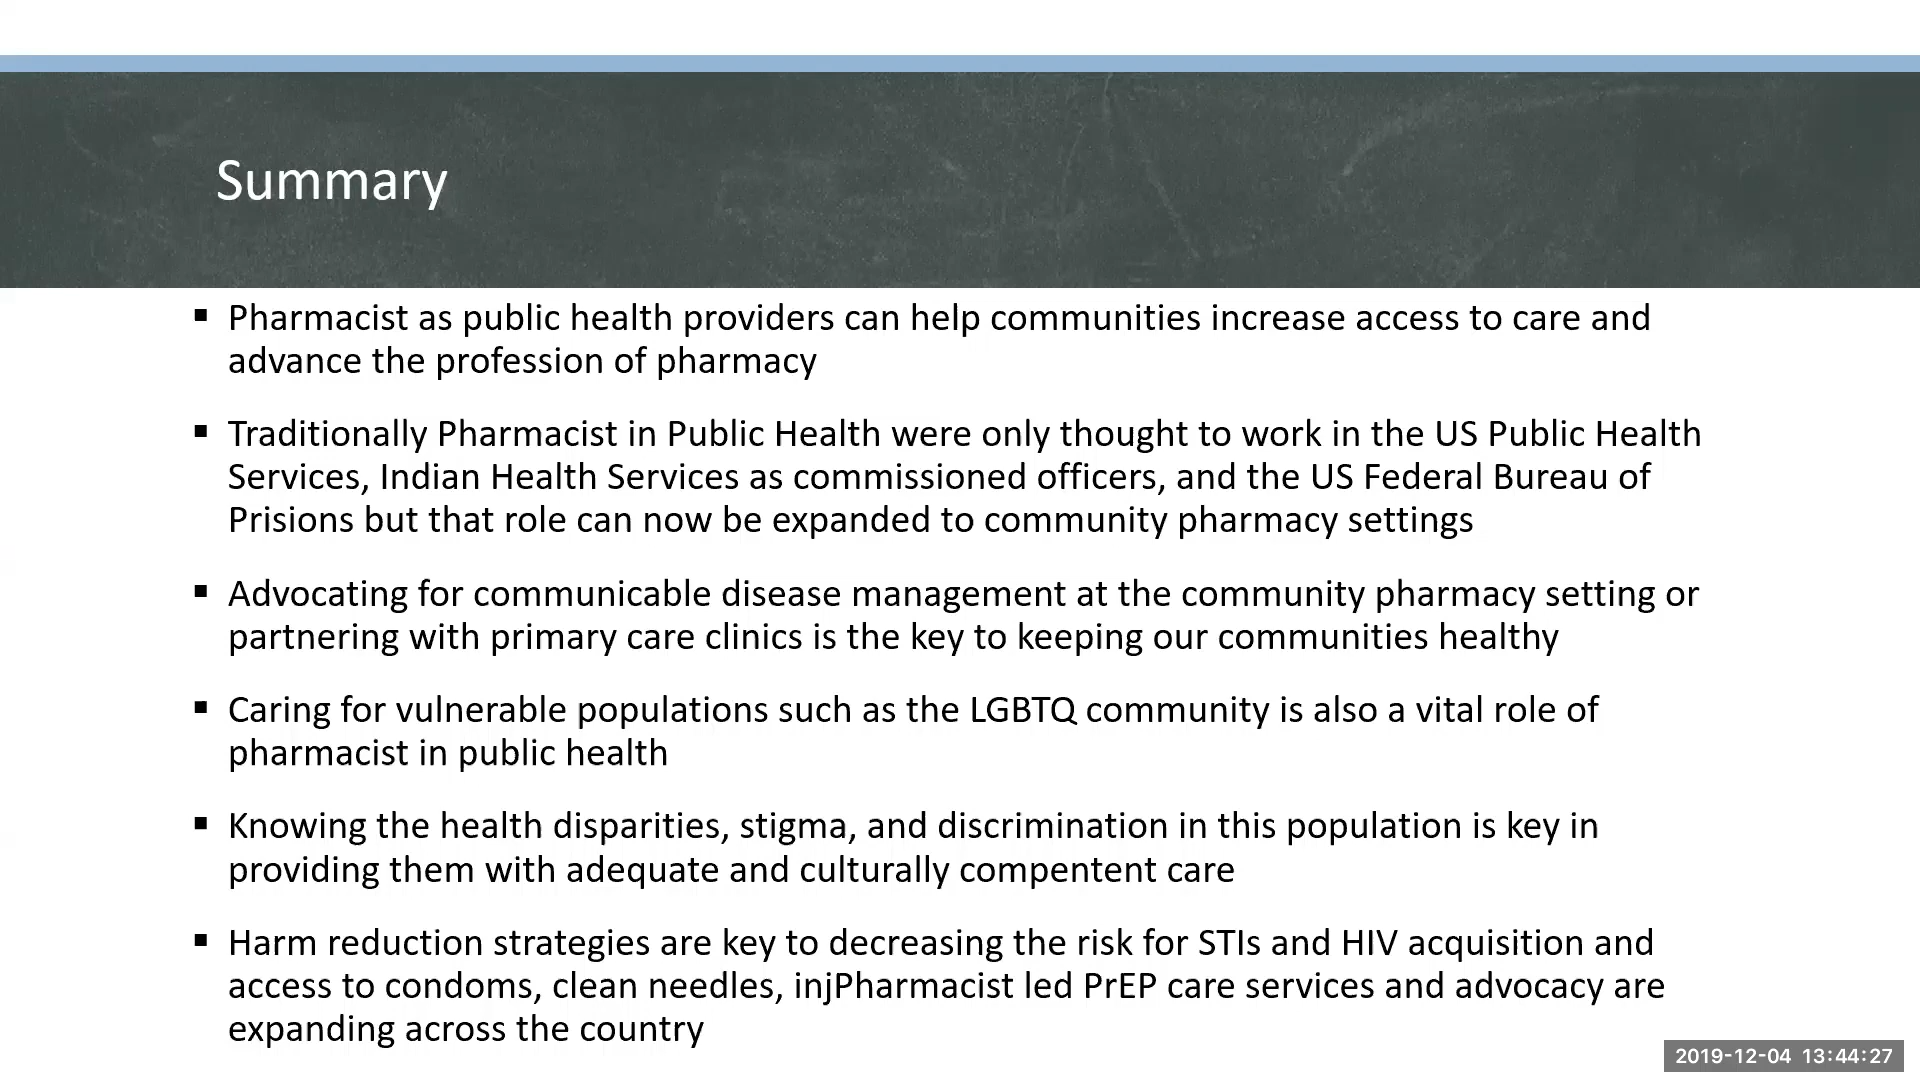 Summary
▪ Pharmacist as public health providers can help communities increase access to care and
advance the profession of pharmacy
▪ Traditionally Pharmacist in Public Health were only thought to work in the US Public Health
Services, Indian Health Services as commissioned officers, and the US Federal Bureau of
Prisions but that role can now be expanded to community pharmacy settings
▪ Advocating for communicable disease management at the community pharmacy setting or
partnering with primary care clinics is the key to keeping our communities healthy
▪ Caring for vulnerable populations such as the LGBTQ community is also a vital role of
pharmacist in public health
▪ Knowing the health disparities, stigma, and discrimination in this population is key in
providing them with adequate and culturally compentent care
▪ Harm reduction strategies are key to decreasing the risk for STIs and HIV acquisition and
access to condoms, clean needles, injPharmacist led PrEP care services and advocacy are
expanding across the country
2019-12-04 13:44:27